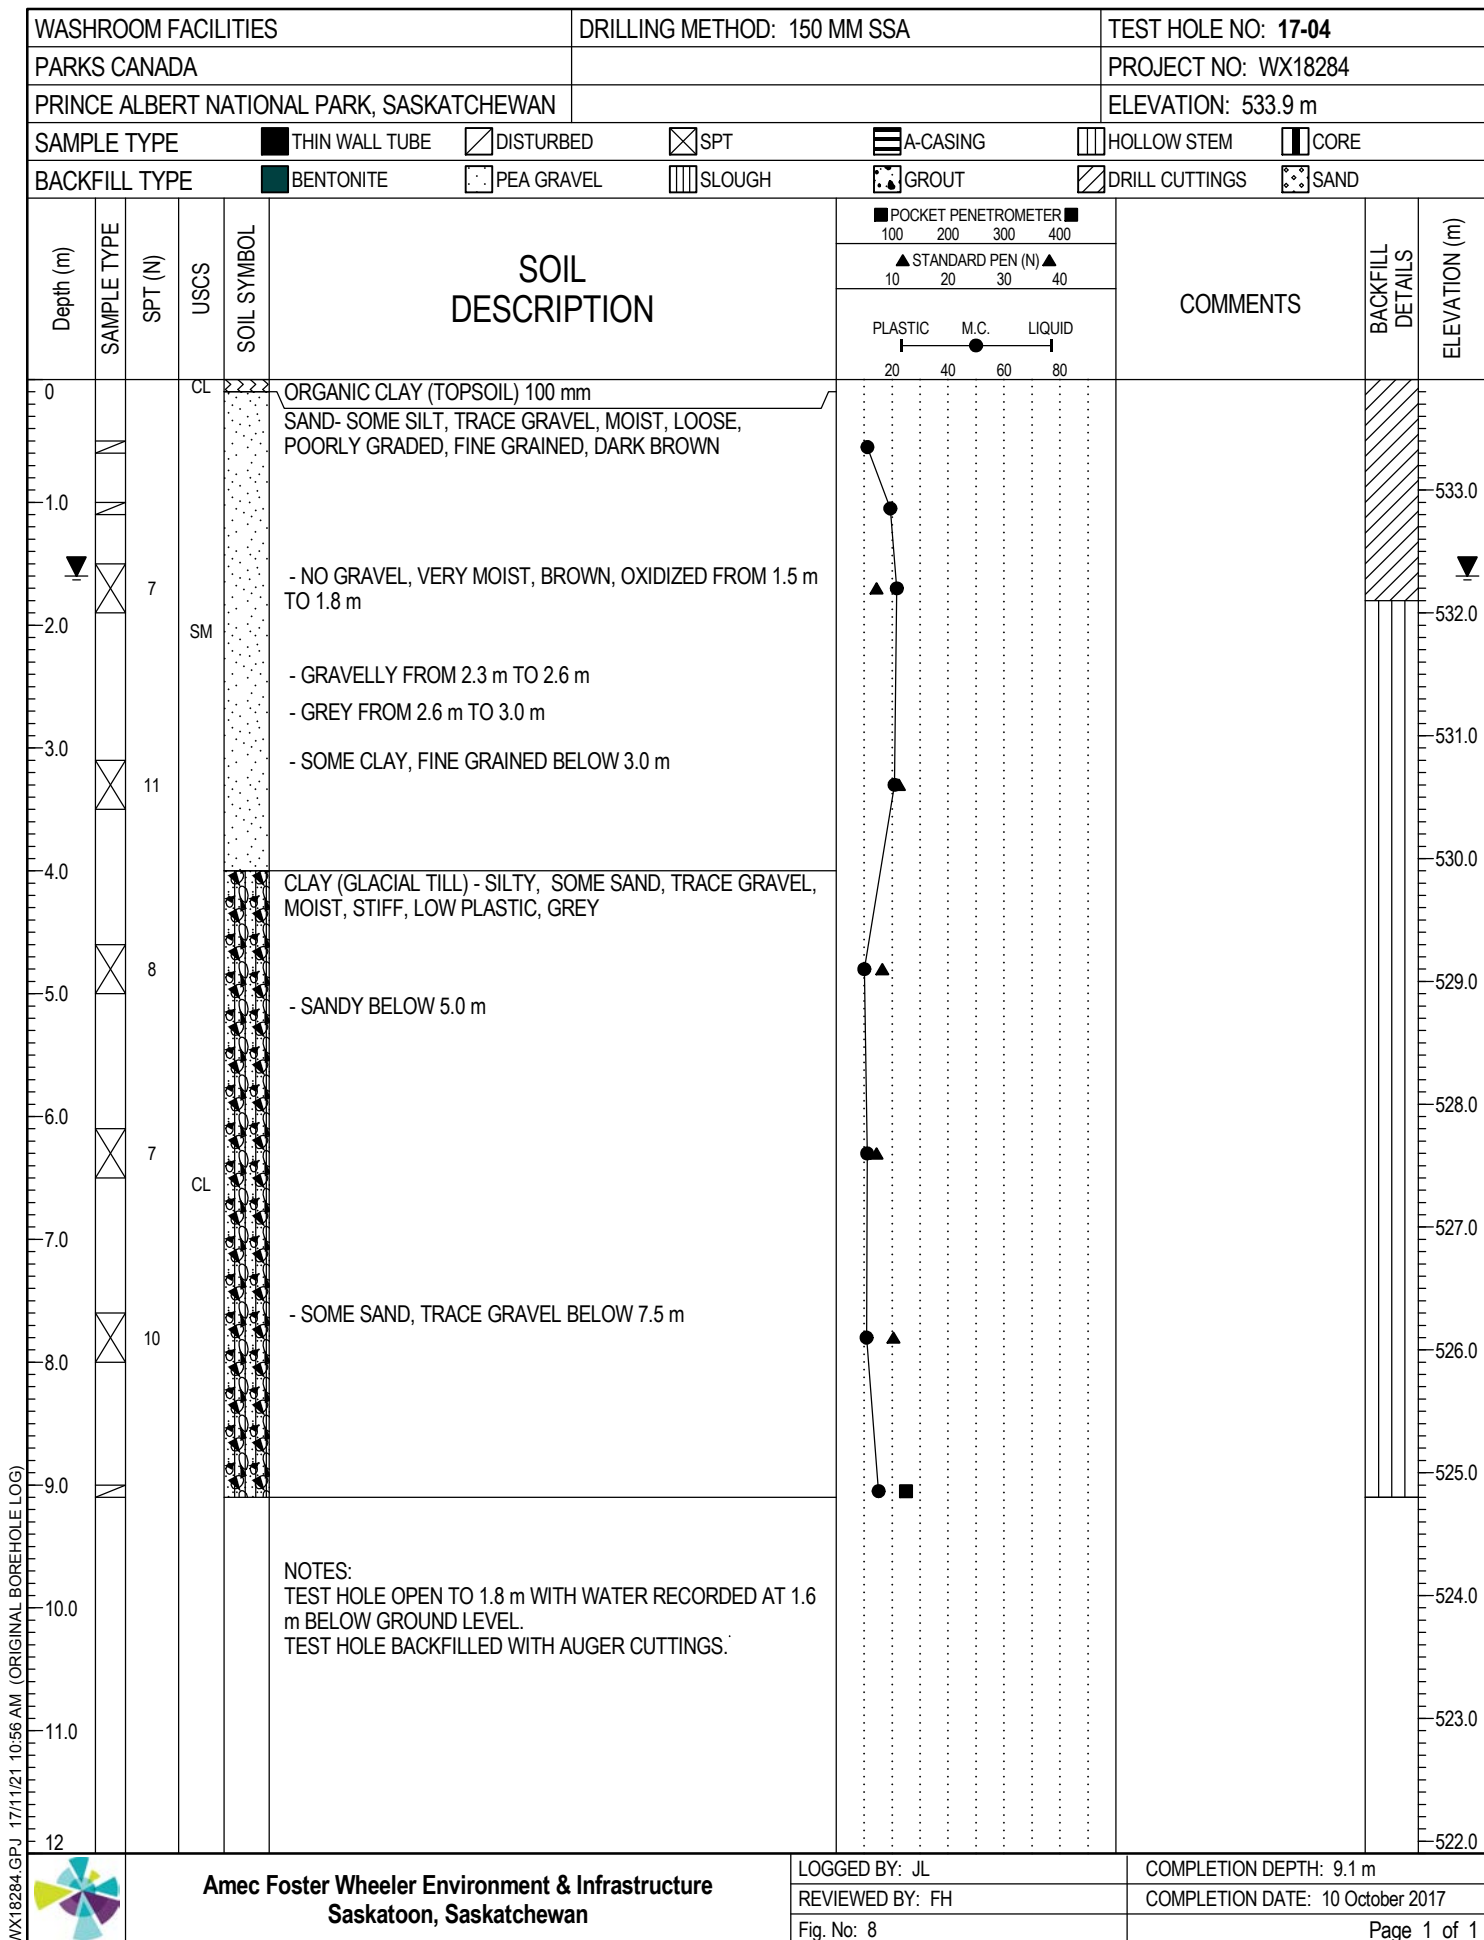 WASHROOM FACILITIES DRILLING METHOD: 150 MM SSA TEST HOLE NO: 17-04
PARKS CANADA PROJECT NO: WX18284
PRINCE ALBERT NATIONAL PARK, SASKATCHEWAN ELEVATION: 533.9 m
SAMPLE TYPE THIN WALL TUBE DISTURBED SPT A-CASING HOLLOW STEM CORE
BACKFILL TYPE BENTONITE PEA GRAVEL SLOUGH GROUT DRILL CUTTINGS SAND
Depth (m)
SAMPLE TYPE
SPT (N)
USCS
SOIL SYMBOL
SOIL
DESCRIPTION
POCKET PENETROMETER
100 200 300 400
STANDARD PEN (N)
10 20 30 40
PLASTIC M.C. LIQUID
20 40 60 80
COMMENTS
BACKFILL
DETAILS
ELEVATION (m)
0 CL ORGANIC CLAY (TOPSOIL) 100 mm
SAND- SOME SILT, TRACE GRAVEL, MOIST, LOOSE,
POORLY GRADED, FINE GRAINED, DARK BROWN
1.0 533.0
7 - NO GRAVEL, VERY MOIST, BROWN, OXIDIZED FROM 1.5 m
TO 1.8 m
2.0 SM 532.0
- GRAVELLY FROM 2.3 m TO 2.6 m
- GREY FROM 2.6 m TO 3.0 m
3.0 531.0
- SOME CLAY, FINE GRAINED BELOW 3.0 m
11
4.0 530.0
CLAY (GLACIAL TILL) - SILTY, SOME SAND, TRACE GRAVEL,
MOIST, STIFF, LOW PLASTIC, GREY
8
5.0 529.0
- SANDY BELOW 5.0 m
6.0 528.0
7
CL
7.0 527.0
- SOME SAND, TRACE GRAVEL BELOW 7.5 m
10
8.0 526.0
9.0 525.0
NOTES:
TEST HOLE OPEN TO 1.8 m WITH WATER RECORDED AT 1.6
10.0 524.0
m BELOW GROUND LEVEL.
TEST HOLE BACKFILLED WITH AUGER CUTTINGS.
11.0 523.0
12 522.0
WX18284.GPJ 17/11/21 10:56 AM (ORIGINAL BOREHOLE LOG)
Amec Foster Wheeler Environment & Infrastructure
Saskatoon, Saskatchewan
LOGGED BY: JL COMPLETION DEPTH: 9.1 m
REVIEWED BY: FH COMPLETION DATE: 10 October 2017
Fig. No: 8 Page 1 of 1